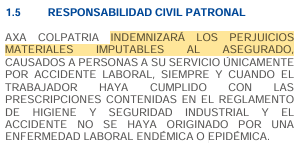 1.5 RESPONSABILIDAD CIVIL PATRONAL
AXA COLPATRIA INDEMNIZARÁ LOS PERJUICIOS
MATERIALES IMPUTABLES AL ASEGURADO,
CAUSADOS A PERSONAS A SU SERVICIO ÚNICAMENTE
POR ACCIDENTE LABORAL, SIEMPRE Y CUANDO EL
TRABAJADOR HAYA CUMPLIDO CON LAS
PRESCRIPCIONES CONTENIDAS EN EL REGLAMENTO
DE HIGIENE Y SEGURIDAD INDUSTRIAL Y EL
ACCIDENTE NO SE HAYA ORIGINADO POR UNA
ENFERMEDAD LABORAL ENDÉMICA O EPIDÉMICA.